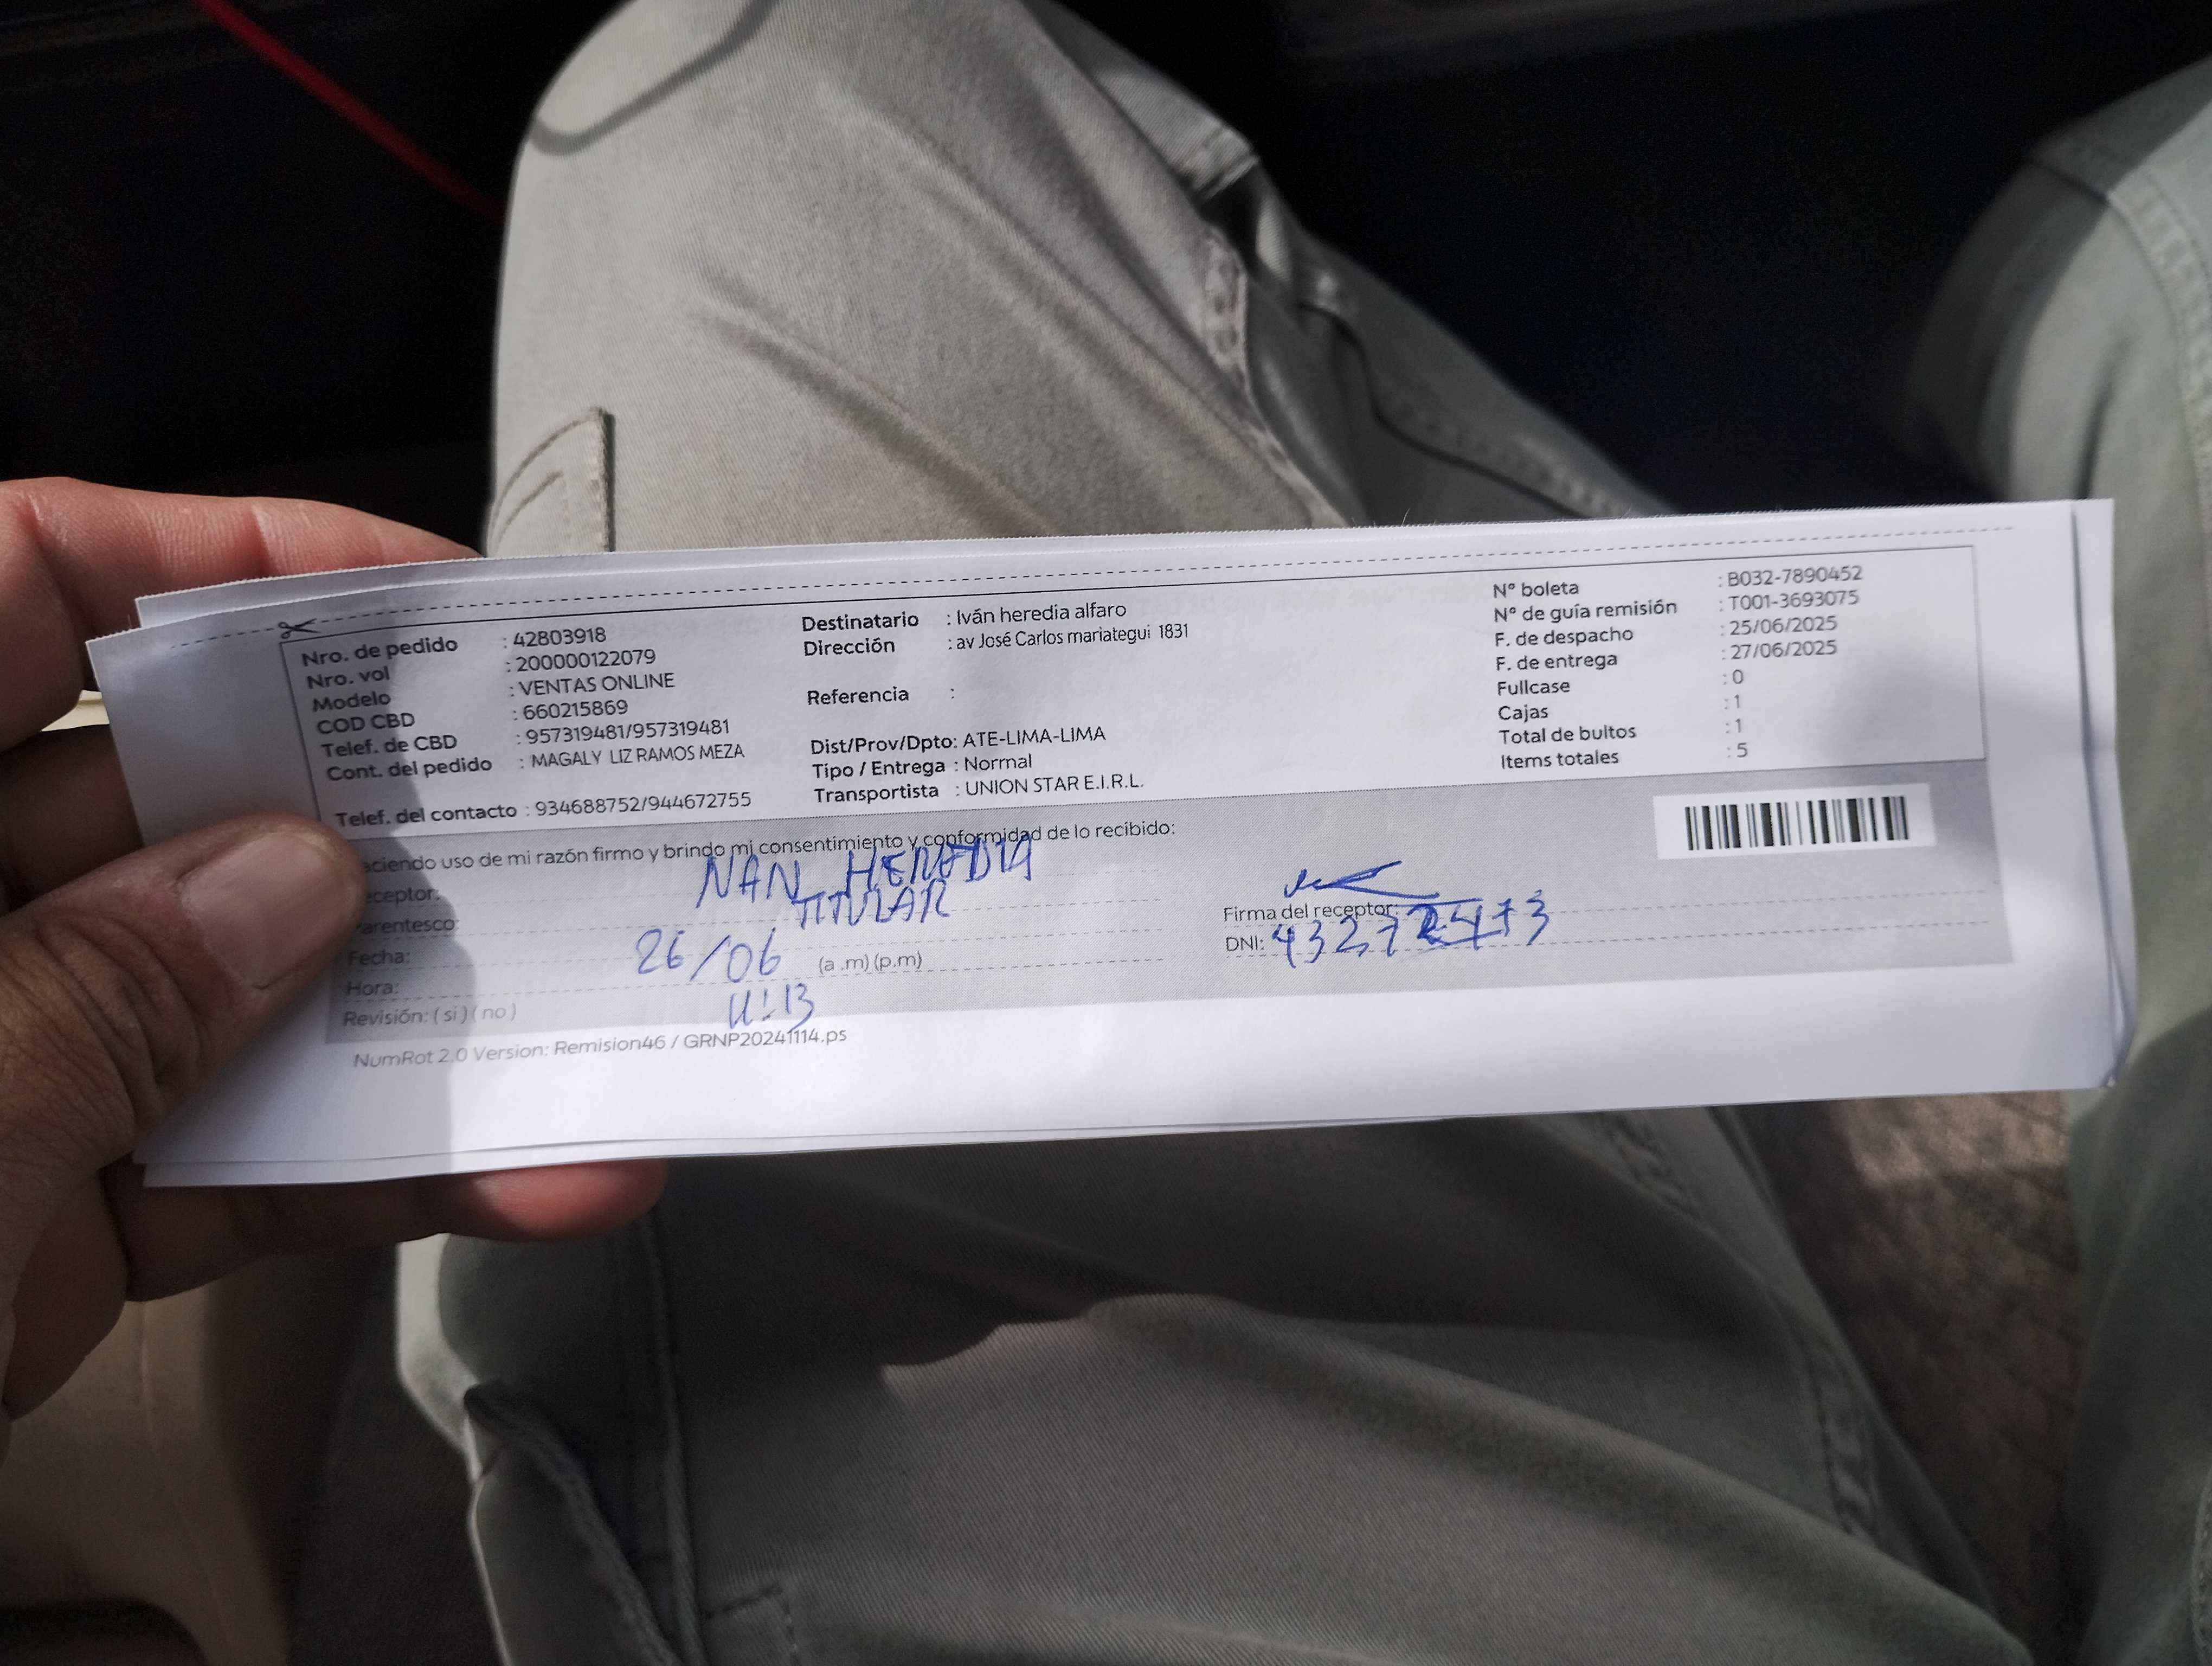 Nro. de pedido : 42803918
Nro. vol : 200000122079
Modelo : VENTAS ONLINE
COD CBD : 660215869
Telef. de CBD : 957319481/957319481
Cont. del pedido : MAGALY LIZ RAMOS MEZA
Telef. del contacto : 934688752/944672755
Destinatario : Iván heredia alfaro
Dirección : av José Carlos mariategui 1831
Referencia :
Dist/Prov/Dpto: ATE-LIMA-LIMA
Tipo / Entrega : Normal
Transportista : UNION STAR E.I.R.L.
Nº boleta : B032-7890452
Nº de guía remisión : T001-3693075
F. de despacho : 25/06/2025
F. de entrega : 27/06/2025
Fullcase : 0
Cajas : 1
Total de bultos : 1
Items totales : 5
aciendo uso de mi razón firmo y brindo mi consentimiento y conformidad de lo recibido:
eceptor: HEREDIA
arentesco: TITULAR
Fecha: 26/06 (a .m) (p.m)
Hora: 11:13
Revisión: ( si ) ( no )
Firma del receptor:
DNI:
NumRot 2.0 Version: Remision46 / GRNP20241114.ps